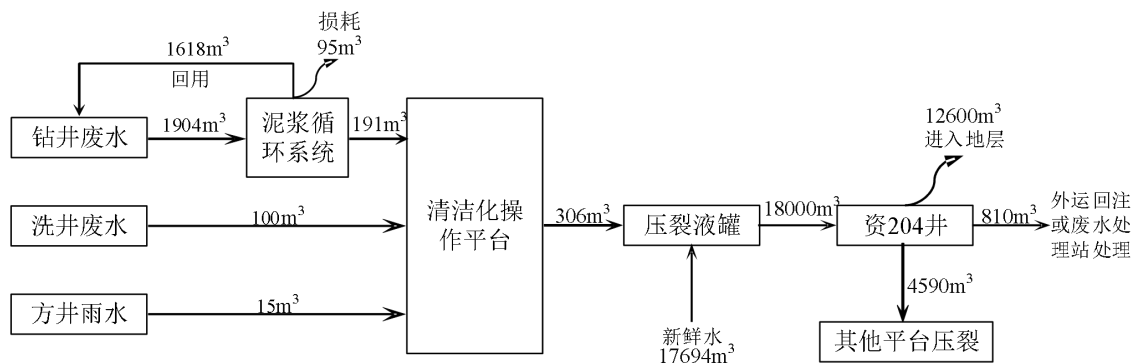 损耗
95m³
1618m³
回用
钻井废水
1904m³
泥浆循
环系统
191m³
洗井废水
100m³
方井雨水
15m³
清洁化操
作平台
306m³
压裂液罐
新鲜水
17694m³
18000m³
资204井
12600m³
进入地层
810m³
外运回注
或废水处
理站处理
4590m³
其他平台压裂